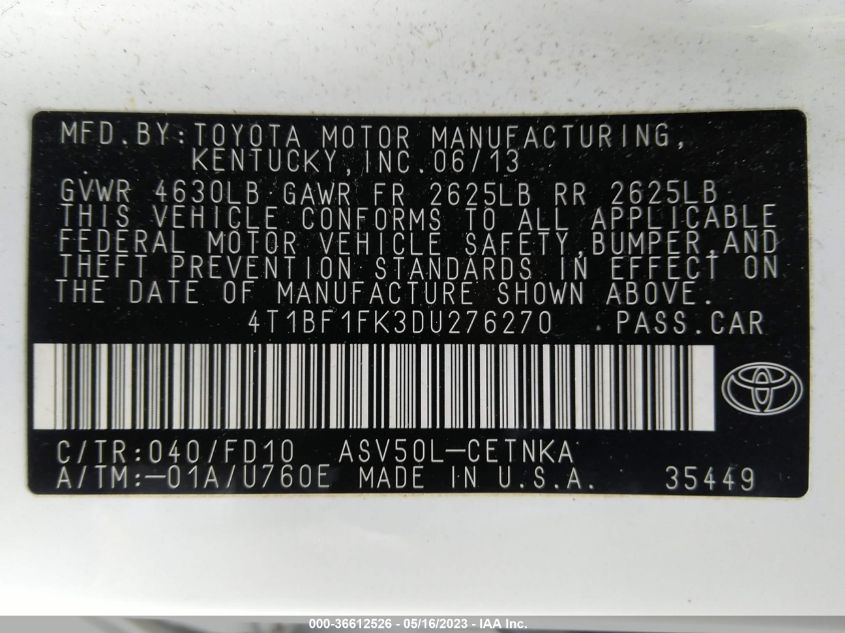 MFD.BY:TOYOTA MOTOR MANUFACTURING,
KENTUCKY,INC.06/13
GVWR 4630LB GAWR FR 2625LB RR 2625LB
THIS VEHICLE CONFORMS TO ALL APPLICABLE
FEDERAL MOTOR VEHICLE SAFETY,BUMPER,AND
THEFT PREVENTION STANDARDS IN EFFECT ON
THE DATE OF MANUFACTURE SHOWN ABOVE.
4T1BF1FK3DU276270 . PASS.CAR
C/TR:040/FD10 ASV50L-CETNKA
A/TM:-01A/U760E MADE IN U.S.A. 35449
000-36612526 - 05/16/2023 - IAA Inc.